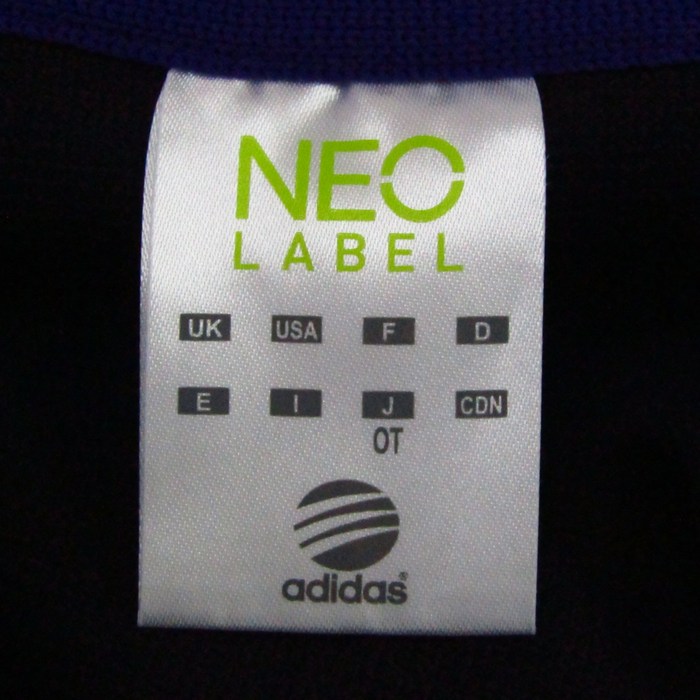 NEO
LABEL
UK USA F D
E I J CDN
OT
adidas®